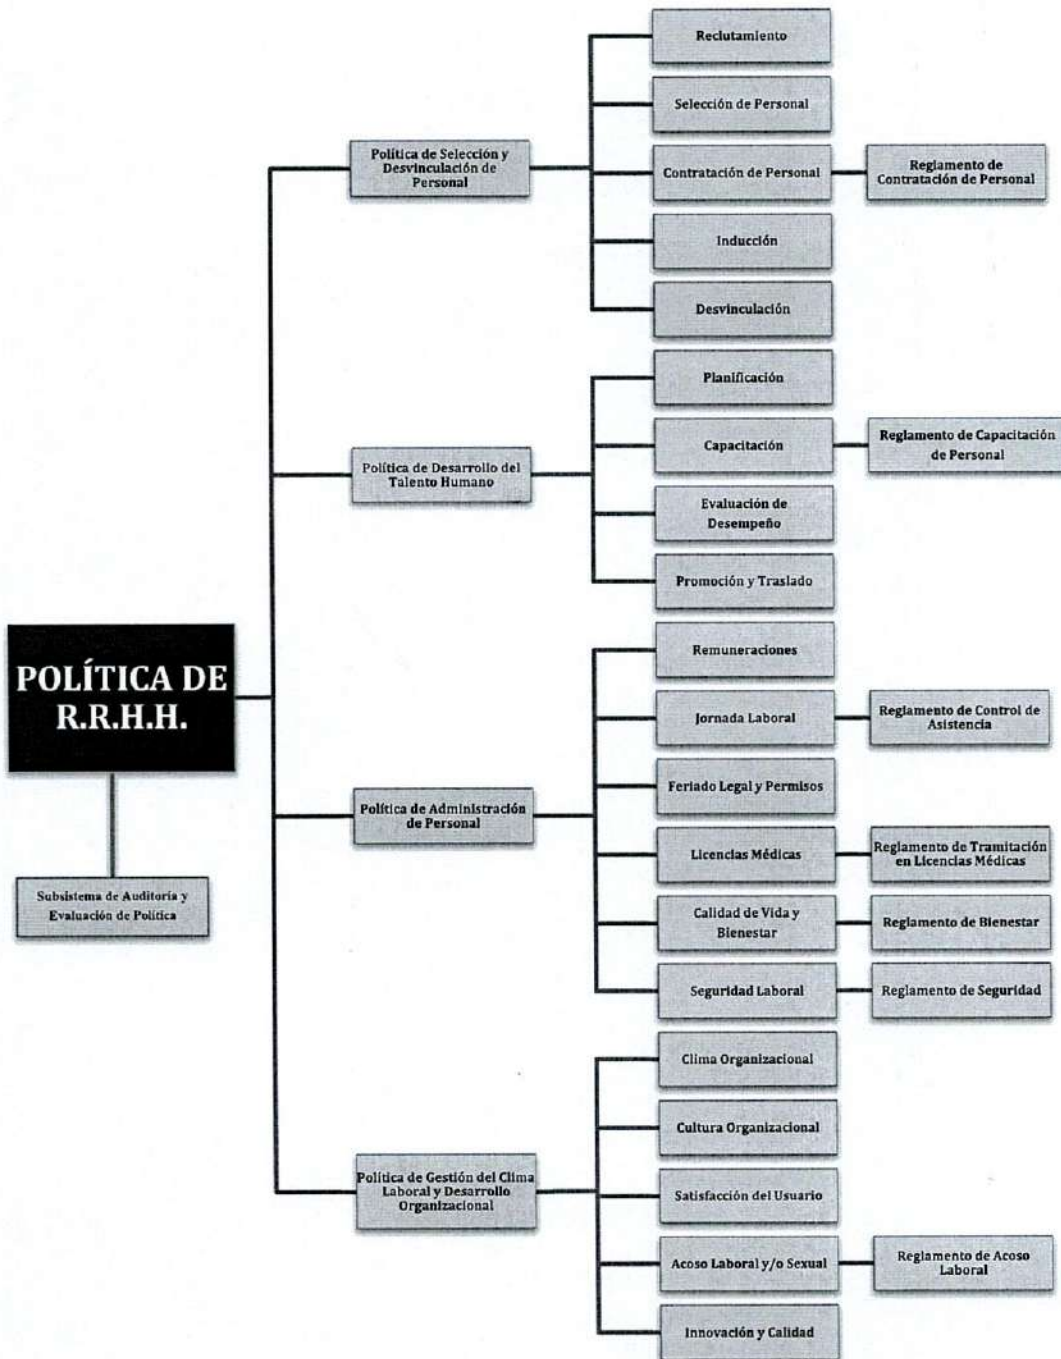 Reclutamiento
Selección de Personal
Política de Selección y
Desvinculación de
Personal
Contratación de Personal
Reglamento de
Contratación de Personal
Inducción
Desvinculación
Planificación
Política de Desarrollo del
Talento Humano
Capacitación
Reglamento de Capacitación
de Personal
Evaluación de
Desempeño
Promoción y Traslado
POLÍTICA DE
R.R.H.H.
Subsistema de Auditoría y
Evaluación de Política
Remuneraciones
Jornada Laboral
Reglamento de Control de
Asistencia
Feriado Legal y Permisos
Política de Administración
de Personal
Licencias Médicas
Reglamento de Tramitación
en Licencias Médicas
Calidad de Vida y
Bienestar
Reglamento de Bienestar
Seguridad Laboral
Reglamento de Seguridad
Clima Organizacional
Cultura Organizacional
Política de Gestión del Clima
Laboral y Desarrollo
Organizacional
Satisfacción del Usuario
Acoso Laboral y/o Sexual
Reglamento de Acoso
Laboral
Innovación y Calidad